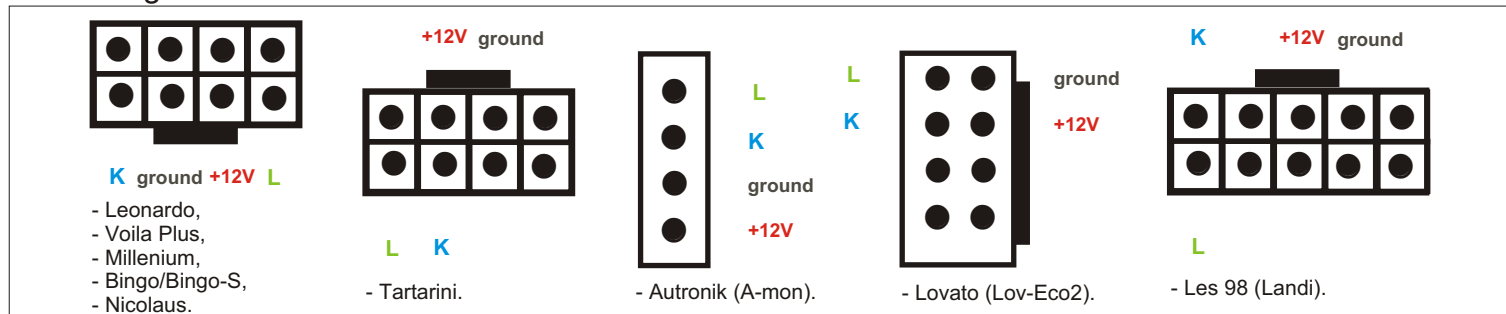 K ground +12V L
- Leonardo,
- Voila Plus,
- Millenium,
- Bingo/Bingo-S,
- Nicolaus.
+12V ground
L K
- Tartarini.
L
K
ground
+12V
- Autronik (A-mon).
L ground
K +12V
- Lovato (Lov-Eco2).
K +12V ground
L
- Les 98 (Landi).